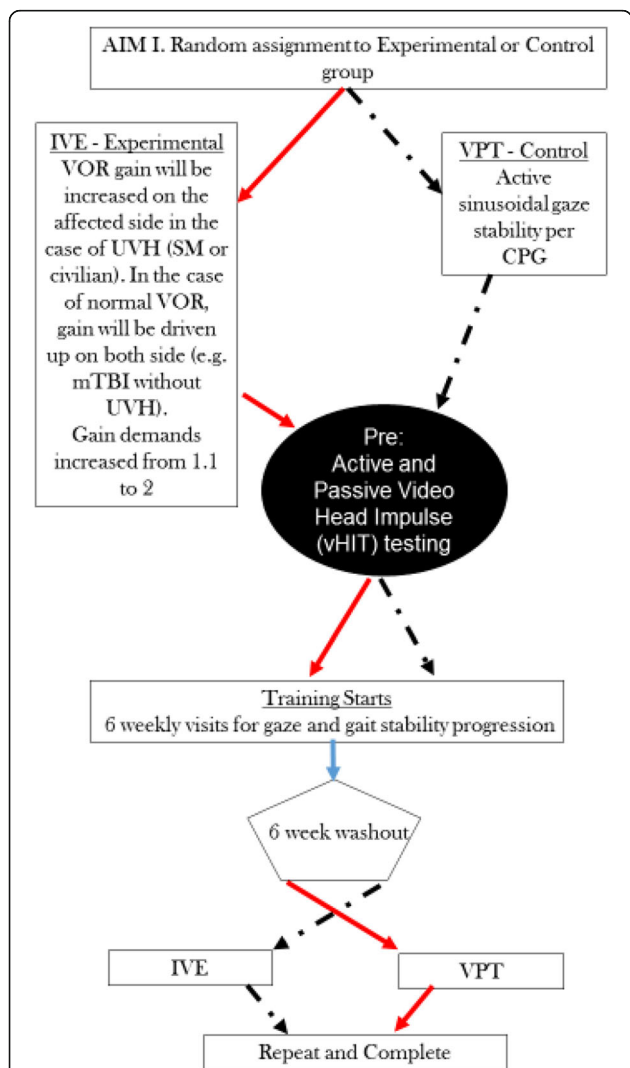 AIM I. Random assignment to Experimental or Control
group
IVE - Experimental
VOR gain will be
increased on the
affected side in the
case of UVH (SM or
civilian). In the case
of normal VOR,
gain will be driven
up on both side (e.g.
mTBI without
UVH).
Gain demands
increased from 1.1
to 2
VPT - Control
Active
sinusoidal gaze
stability per
CPG
Pre:
Active and
Passive Video
Head Impulse
(vHIT) testing
Training Starts
6 weekly visits for gaze and gait stability progression
6 week washout
IVE
VPT
Repeat and Complete